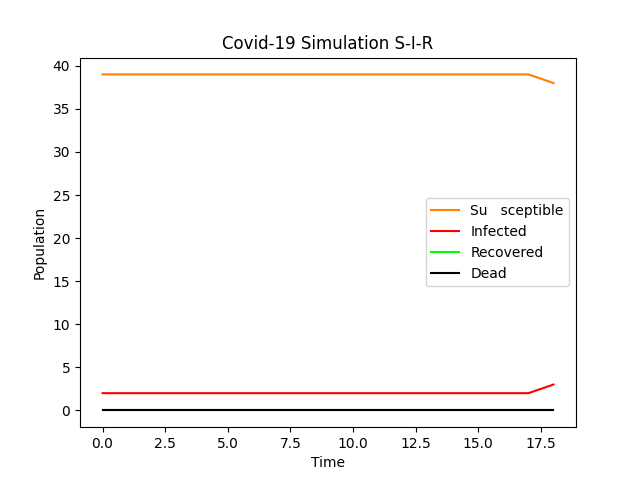 Covid-19 Simulation S-I-R
40
35
30
25
20
15
10
5
0
Population
Su   sceptible
Infected
Recovered
Dead
0.0 2.5 5.0 7.5 10.0 12.5 15.0 17.5
Time